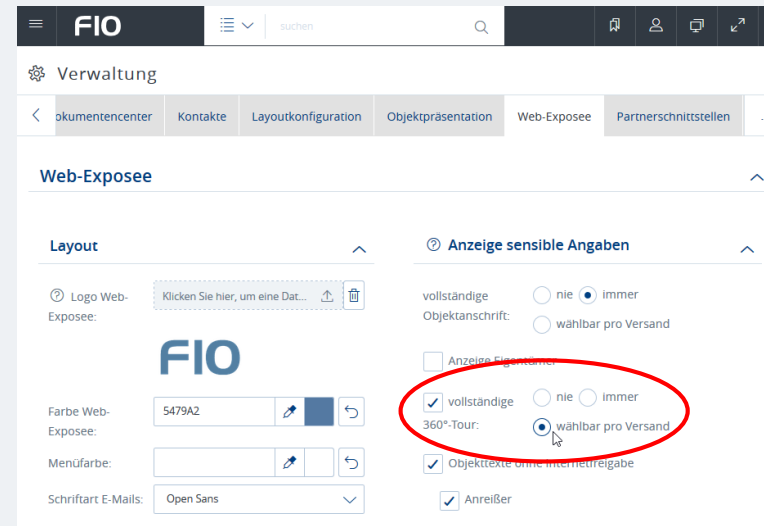 FIO
suchen
Verwaltung
okumentencenter Kontakte Layoutkonfiguration Objektpräsentation Web-Exposee Partnerschnittstellen
Web-Exposee
Layout
Logo Web-
Exposee:
Klicken Sie hier, um eine Dat...
FIO
Farbe Web-
Exposee:
5479A2
Menüfarbe:
Schriftart E-Mails: Open Sans
Anzeige sensible Angaben
vollständige
Objektanschrift:
nie immer
wählbar pro Versand
Anzeige Eigentümer
vollständige
360°-Tour:
nie immer
wählbar pro Versand
Objekttexte ohne Internetfreigabe
Anreißer